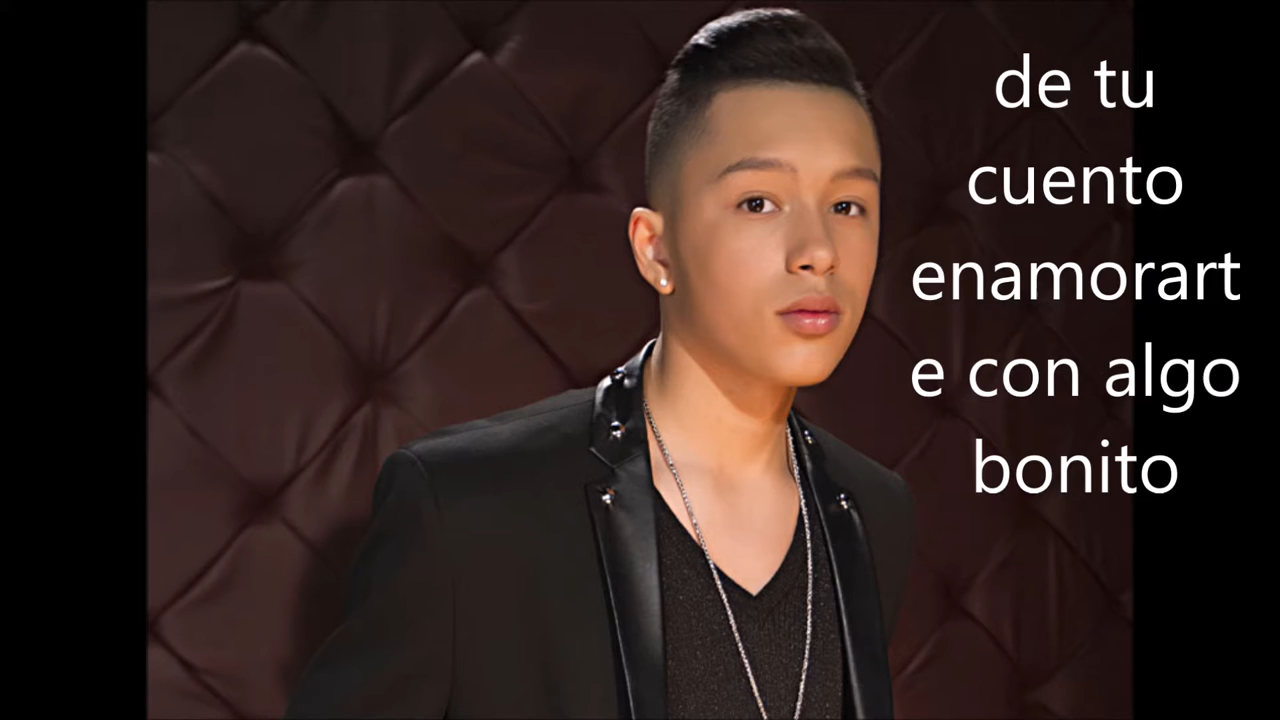 de tu
cuento
enamorart
e con algo
bonito